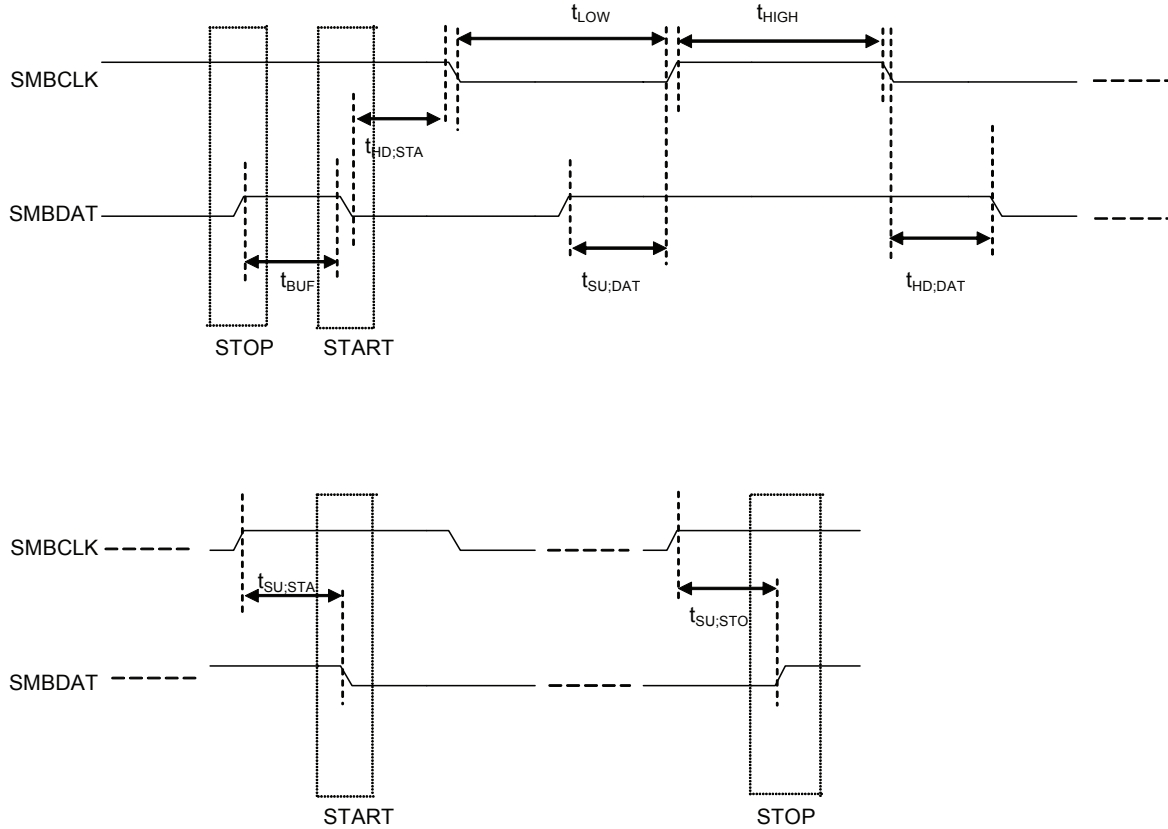 tLOW
tHIGH
SMBCLK
tHD;STA
SMBDAT
tBUF
tSU;DAT
tHD;DAT
STOP
START
SMBCLK
tSU;STA
tSU;STO
SMBDAT
START
STOP